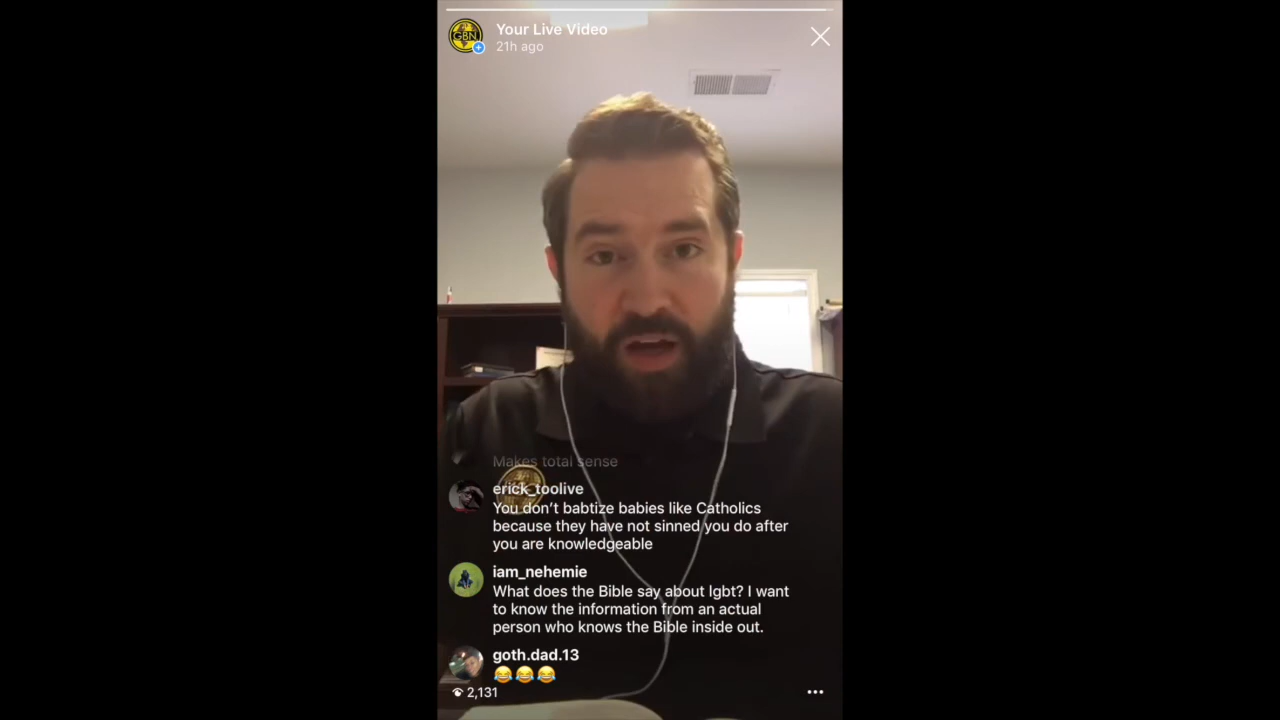 GBN
Your Live Video
21h ago
Makes total sense
erick_toolive
You don’t babtize babies like Catholics
because they have not sinned you do after
you are knowledgeable
iam_nehemie
What does the Bible say about lgbt? I want
to know the information from an actual
person who knows the Bible inside out.
goth.dad.13
😂😂😂
2,131